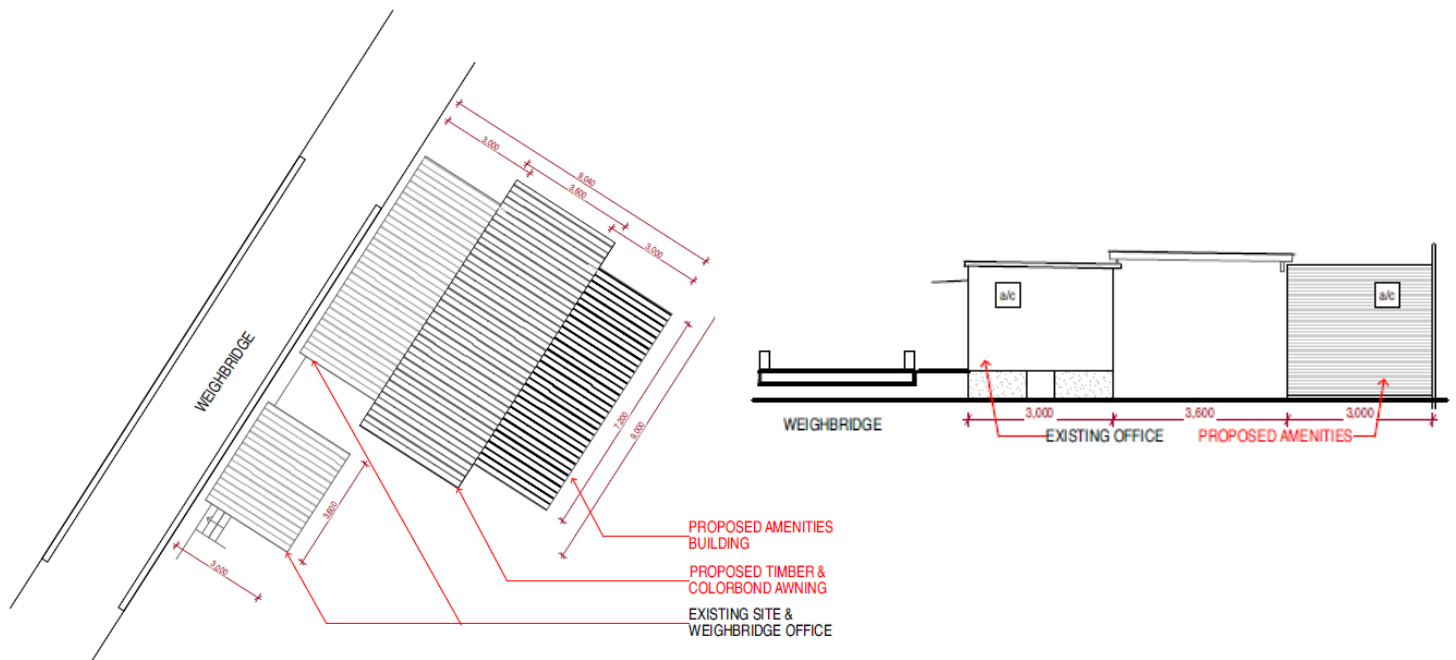 WEIGHBRIDGE
3,000
9,040
3,600
3,000
7,200
9,000
3,600
3,000
PROPOSED AMENITIES
BUILDING
PROPOSED TIMBER &
COLORBOND AWNING
EXISTING SITE &
WEIGHBRIDGE OFFICE
a/c
a/c
3,000
3,600
3,000
WEIGHBRIDGE
EXISTING OFFICE
PROPOSED AMENITIES